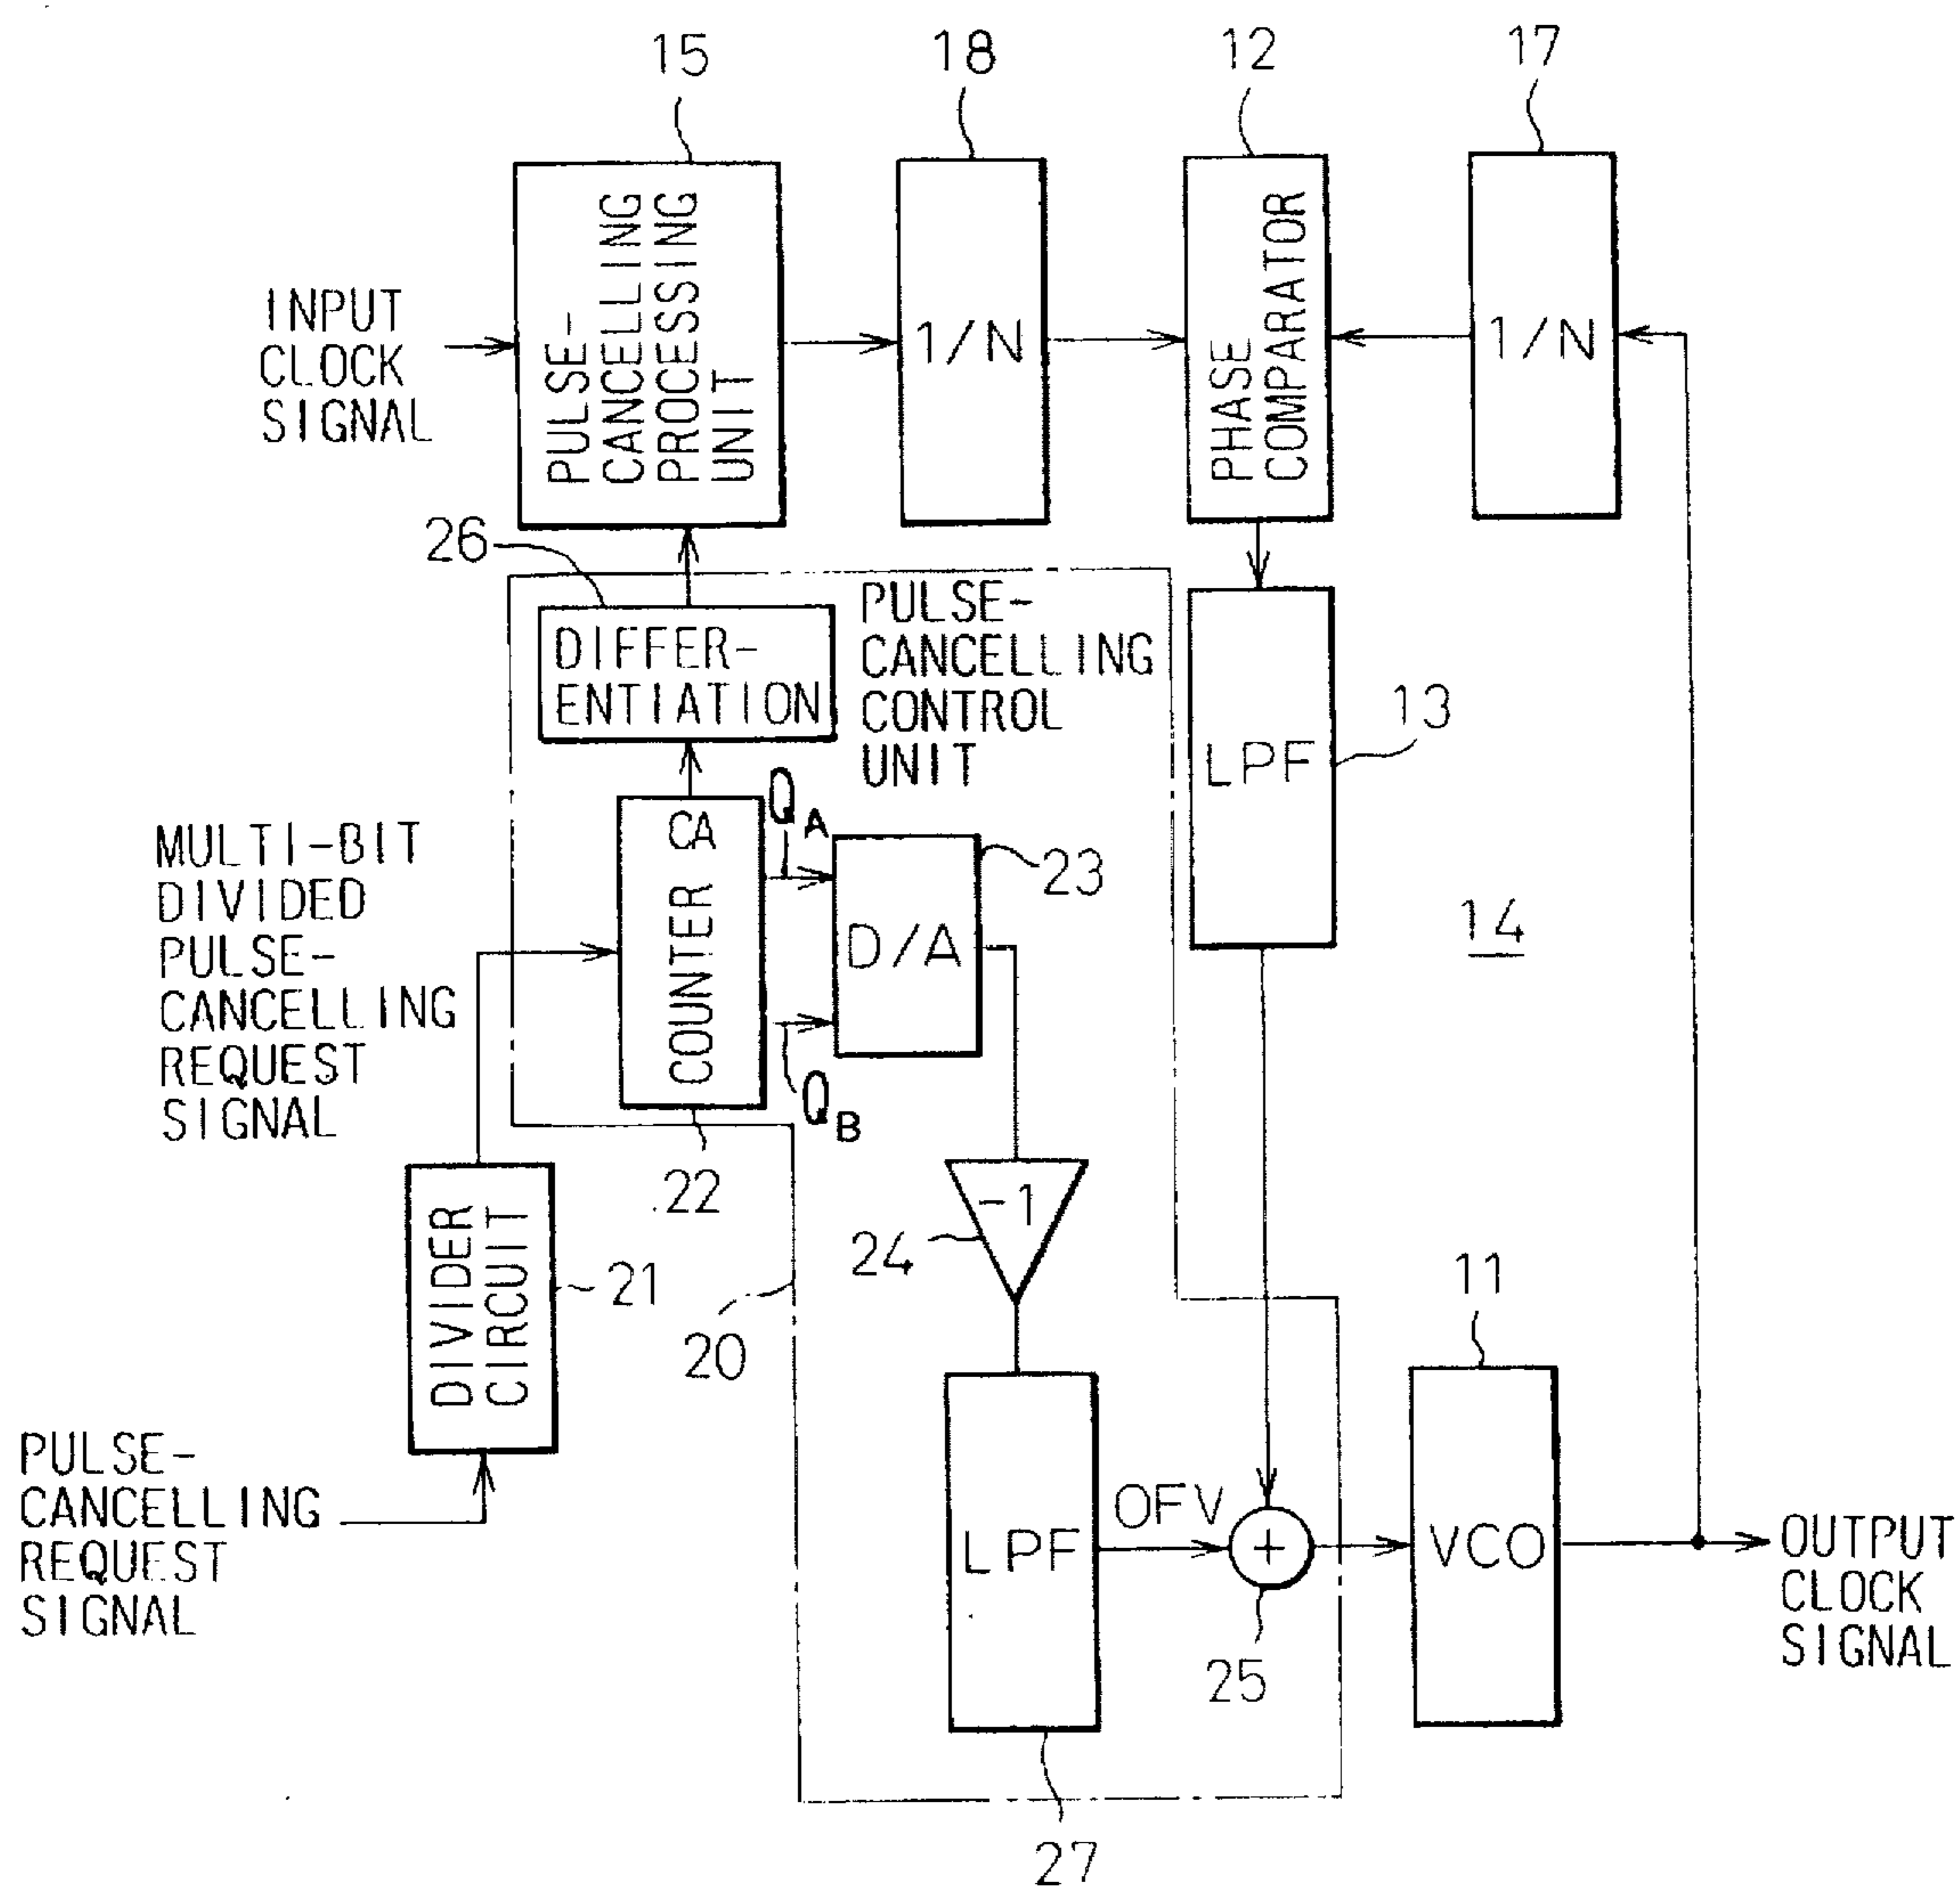 15
18
12
17
INPUT
CLOCK
SIGNAL
PULSE-
CANCELLING
PROCESSING
UNIT
1/N
PHASE
COMPARATOR
1/N
26
DIFFER-
ENTIATION
PULSE-
CANCELLING
CONTROL
UNIT
LPF
13
MULTI-BIT
DIVIDED
PULSE-
CANCELLING
REQUEST
SIGNAL
COUNTER CA
QA
QB
D/A
23
14
22
DIVIDER
CIRCUIT
21
20
-1
24
11
PULSE-
CANCELLING
REQUEST
SIGNAL
LPF
OFV
+
25
VCO
OUTPUT
CLOCK
SIGNAL
27